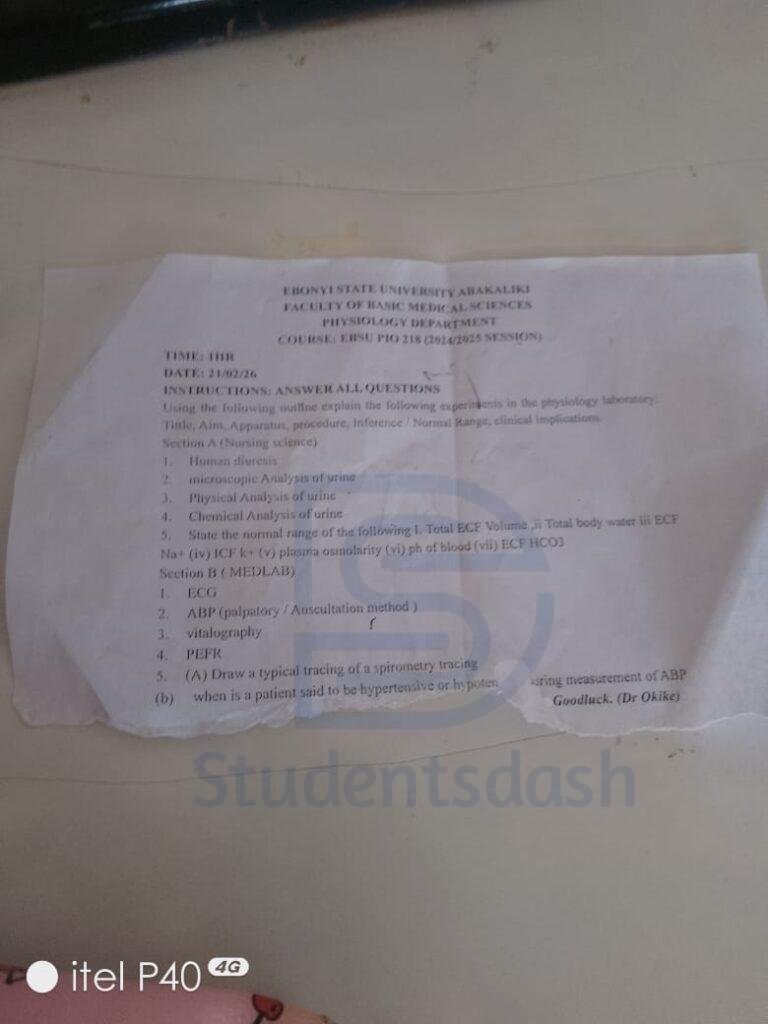 EBONYI STATE UNIVERSITY ABAKALIKI
FACULTY OF BASIC MEDICAL SCIENCES
PHYSIOLOGY DEPARTMENT
COURSE: EBSU PIO 218 (2024/2025 SESSION)
TIME: 1HR
DATE: 21/02/26
INSTRUCTIONS: ANSWER ALL QUESTIONS
Using the following outline explain the following experiments in the physiology laboratory:
Tittle, Aim, Apparatus, procedure, Inference / Normal Range, clinical implications.
Section A (Nursing science)
1. Human diuresis
2. microscopic Analysis of urine
3. Physical Analysis of urine
4. Chemical Analysis of urine
5. State the normal range of the following I. Total ECF Volume ,ii Total body water iii ECF
Na+ (iv) ICF k+ (v) plasma osmolarity (vi) ph of blood (vii) ECF HCO3
Section B ( MEDLAB)
1. ECG
2. ABP (palpatory / Auscultation method )
3. vitalography
4. PEFR
5. (A) Draw a typical tracing of a spirometry tracing
(b) when is a patient said to be hypertensive or hypoten uring measurement of ABP
Goodluck. (Dr Okike)
Studentsdash
itel P40 4G